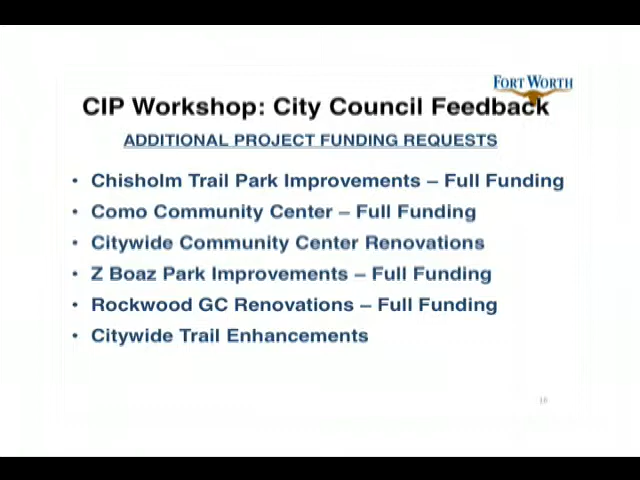 FORT WORTH
CIP Workshop: City Council Feedback
ADDITIONAL PROJECT FUNDING REQUESTS
• Chisholm Trail Park Improvements – Full Funding
• Como Community Center – Full Funding
• Citywide Community Center Renovations
• Z Boaz Park Improvements – Full Funding
• Rockwood GC Renovations – Full Funding
• Citywide Trail Enhancements